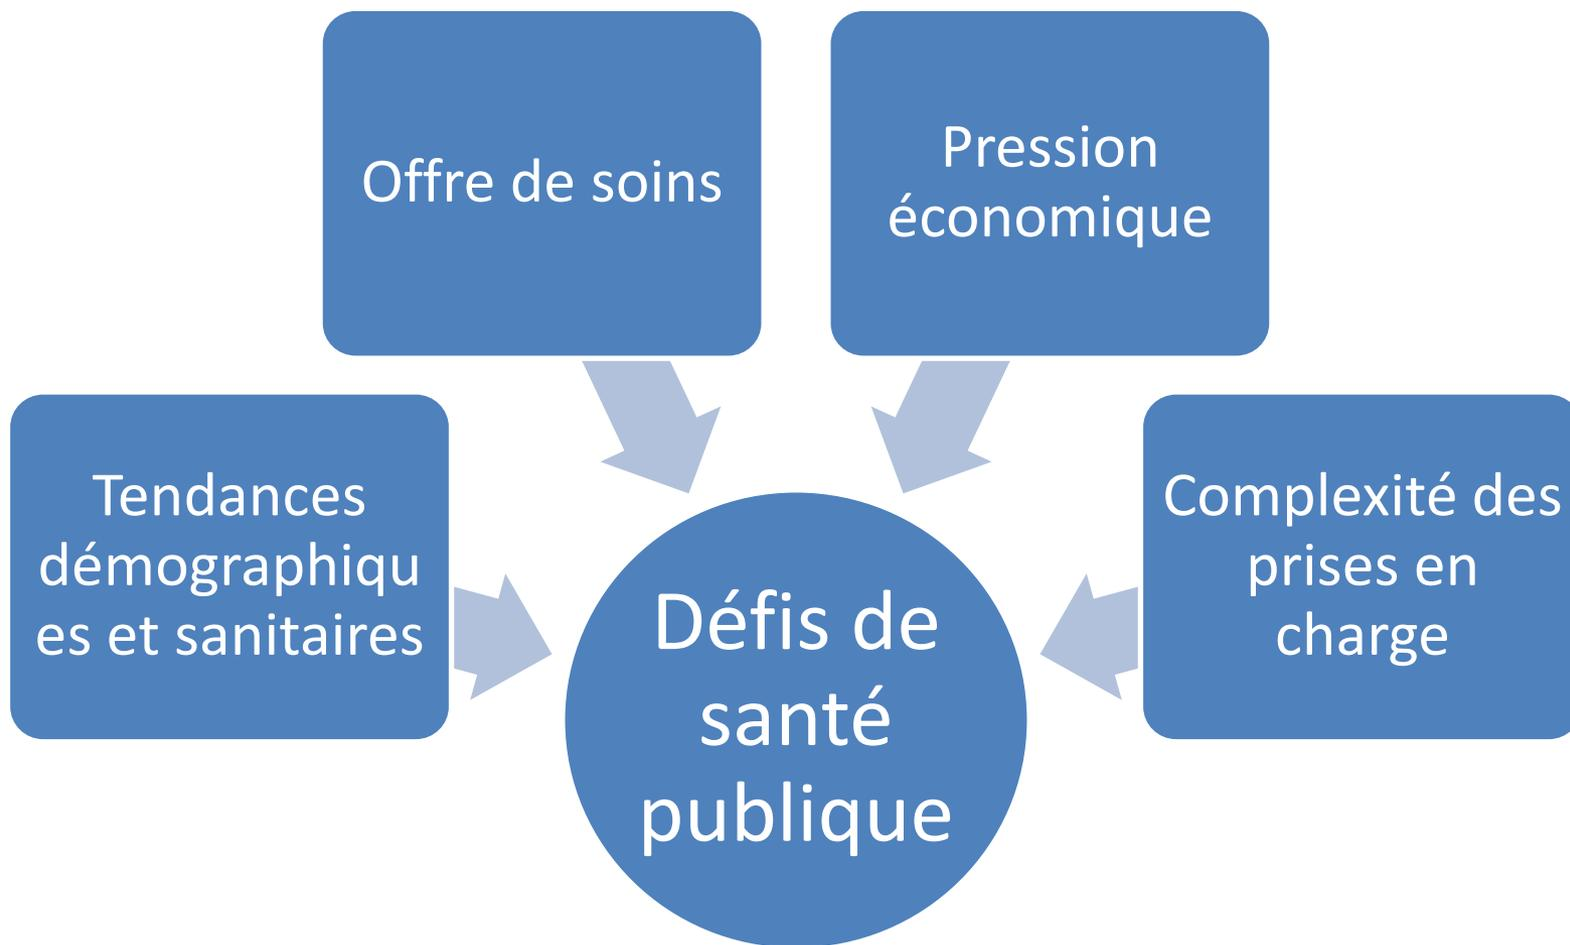 Offre de soins
Pression
économique
Tendances
démographiqu
es et sanitaires
Complexité des
prises en
charge
Défis de
santé
publique